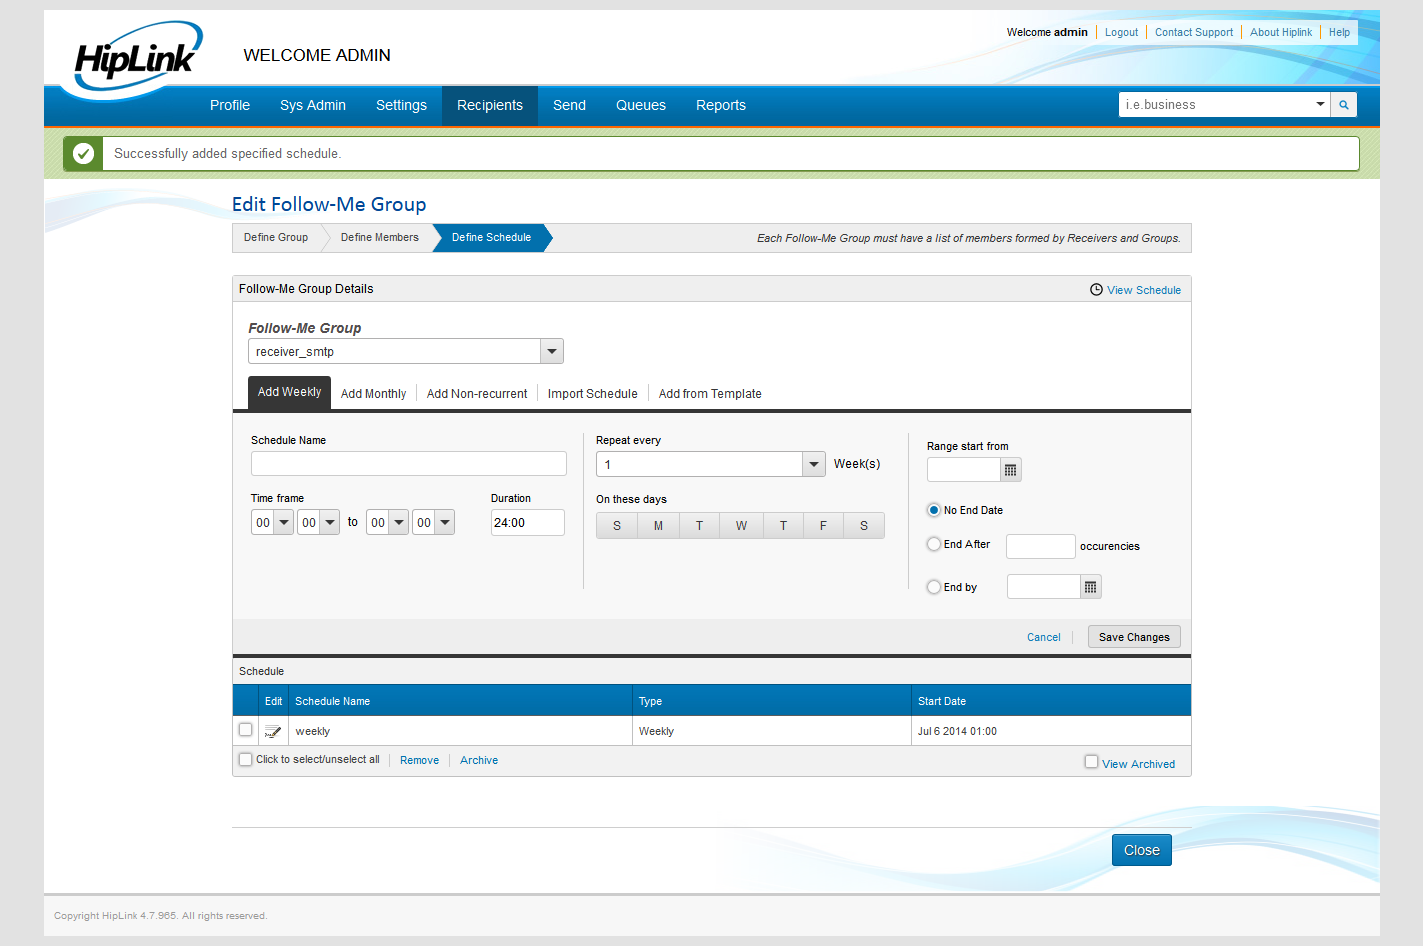 HipLink
WELCOME ADMIN
Welcome admin Logout Contact Support About Hiplink Help
Profile Sys Admin Settings Recipients Send Queues Reports i.e.business
Successfully added specified schedule.
Edit Follow-Me Group
Define Group Define Members Define Schedule Each Follow-Me Group must have a list of members formed by Receivers and Groups.
Follow-Me Group Details View Schedule
Follow-Me Group
receiver_smtp
Add Weekly Add Monthly Add Non-recurrent Import Schedule Add from Template
Schedule Name Repeat every Range start from
1 Week(s)
Time frame Duration On these days
00 00 to 00 00 24:00 S M T W T F S
No End Date
End After occurencies
End by
Cancel Save Changes
Schedule
Edit Schedule Name Type Start Date
weekly Weekly Jul 6 2014 01:00
Click to select/unselect all Remove Archive View Archived
Close
Copyright HipLink 4.7.965. All rights reserved.